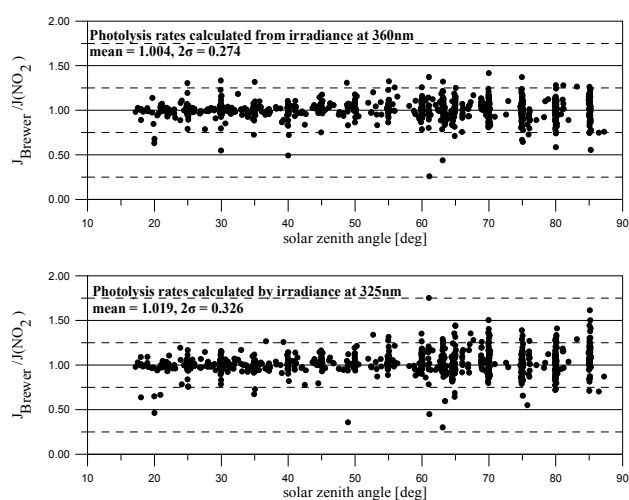 Photolysis rates calculated from irradiance at 360nm
mean = 1.004, 2σ = 0.274
2.00
1.50
1.00
0.50
0.00
J_Brewer /J(NO_2)
10 20 30 40 50 60 70 80 90
solar zenith angle [deg]
Photolysis rates calculated by irradiance at 325nm
mean = 1.019, 2σ = 0.326
2.00
1.50
1.00
0.50
0.00
J_Brewer /J(NO_2)
10 20 30 40 50 60 70 80 90
solar zenith angle [deg]